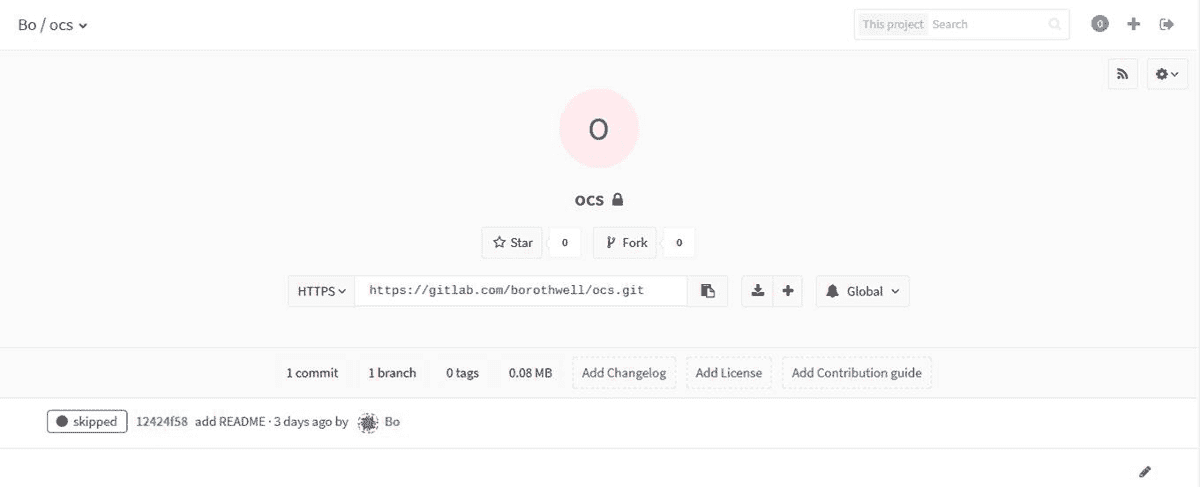 Bo / ocs
This project Search
0
O
ocs
Star 0 Fork 0
HTTPS https://gitlab.com/borothwell/ocs.git Global
1 commit 1 branch 0 tags 0.08 MB Add Changelog Add License Add Contribution guide
skipped 12424f58 add README · 3 days ago by Bo